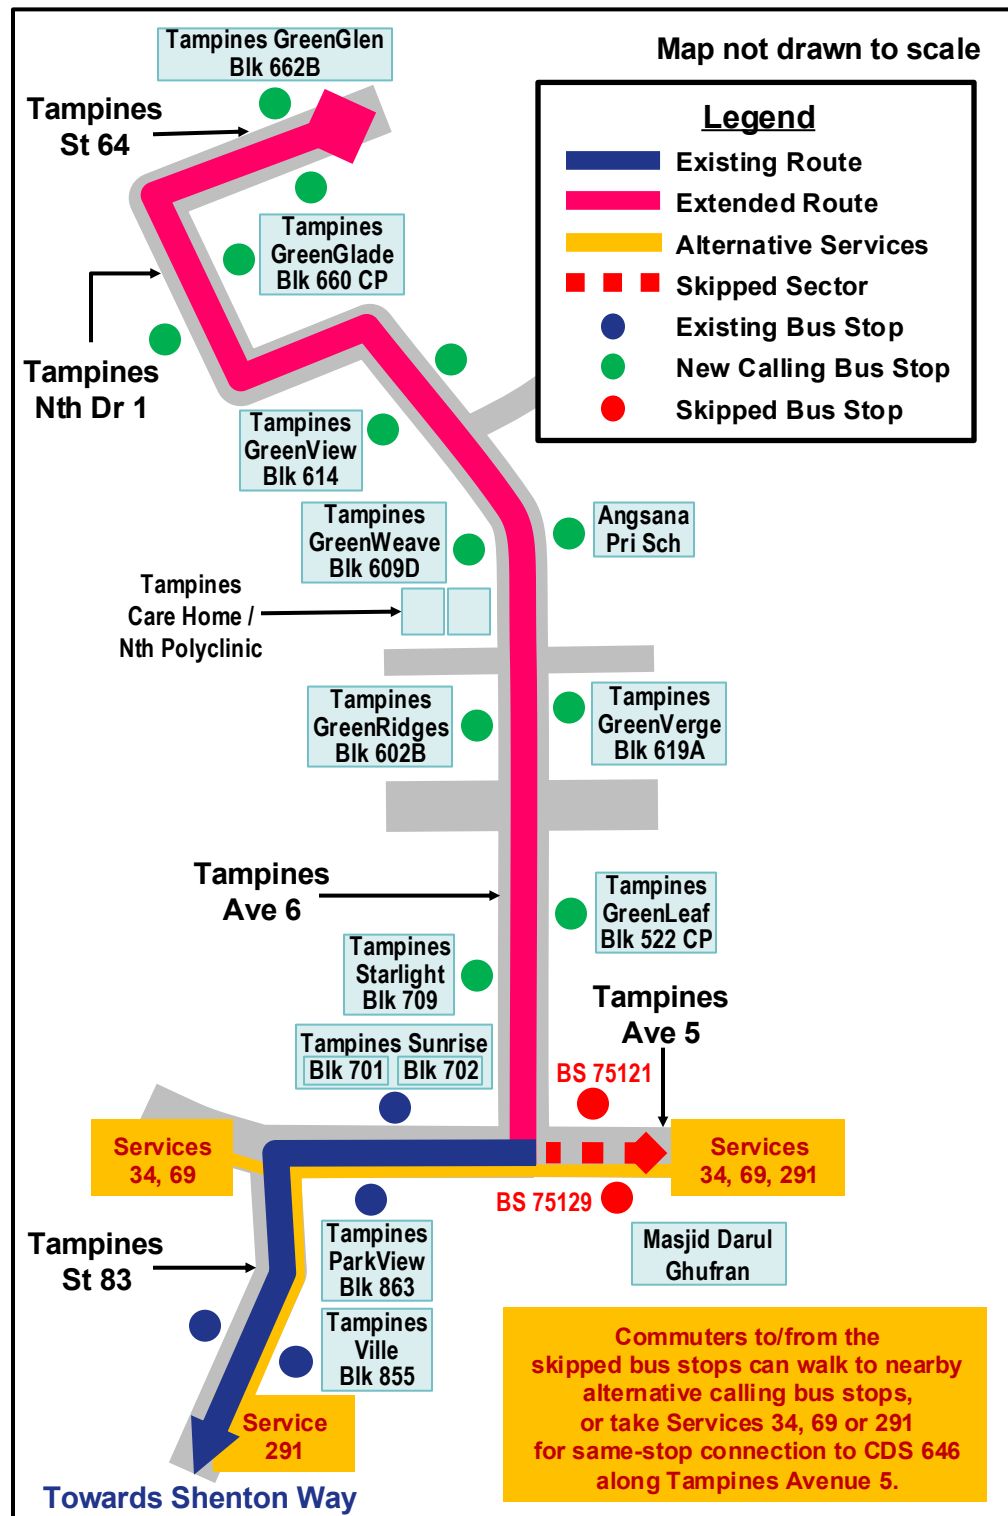 Tampines GreenGlen
Blk 662B
Map not drawn to scale
Tampines
St 64
Legend
Existing Route
Extended Route
Alternative Services
Skipped Sector
Existing Bus Stop
New Calling Bus Stop
Skipped Bus Stop
Tampines
GreenGlade
Blk 660 CP
Tampines
Nth Dr 1
Tampines
GreenView
Blk 614
Tampines
GreenWeave
Blk 609D
Angsana
Pri Sch
Tampines
Care Home /
Nth Polyclinic
Tampines
GreenRidges
Blk 602B
Tampines
GreenVerge
Blk 619A
Tampines
Ave 6
Tampines
GreenLeaf
Blk 522 CP
Tampines
Starlight
Blk 709
Tampines
Ave 5
Tampines Sunrise
Blk 701
Blk 702
BS 75121
Services
34, 69
Services
34, 69, 291
BS 75129
Tampines
St 83
Tampines
ParkView
Blk 863
Masjid Darul
Ghufran
Tampines
Ville
Blk 855
Service
291
Towards Shenton Way
Commuters to/from the
skipped bus stops can walk to nearby
alternative calling bus stops,
or take Services 34, 69 or 291
for same-stop connection to CDS 646
along Tampines Avenue 5.